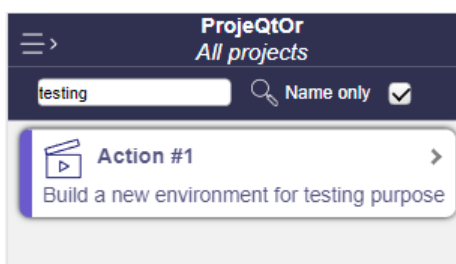 ProjeQtOr
All projects
testing Name only
Action #1
Build a new environment for testing purpose